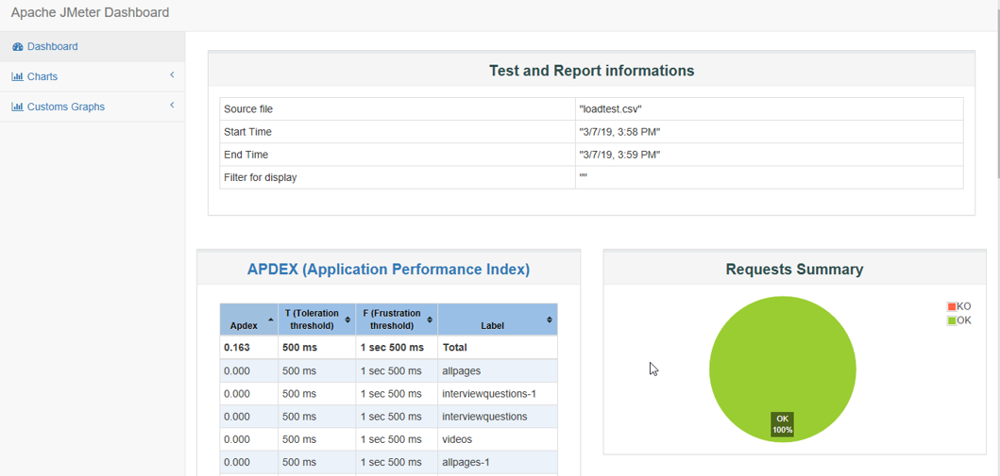 Apache JMeter Dashboard
Dashboard
Charts
Customs Graphs
Test and Report informations
Source file "loadtest.csv"
Start Time "3/7/19, 3:58 PM"
End Time "3/7/19, 3:59 PM"
Filter for display ""
APDEX (Application Performance Index)
Apdex T (Toleration threshold) F (Frustration threshold) Label
0.163 500 ms 1 sec 500 ms Total
0.000 500 ms 1 sec 500 ms allpages
0.000 500 ms 1 sec 500 ms interviewquestions-1
0.000 500 ms 1 sec 500 ms interviewquestions
0.000 500 ms 1 sec 500 ms videos
0.000 500 ms 1 sec 500 ms allpages-1
Requests Summary
KO
OK
OK
100%